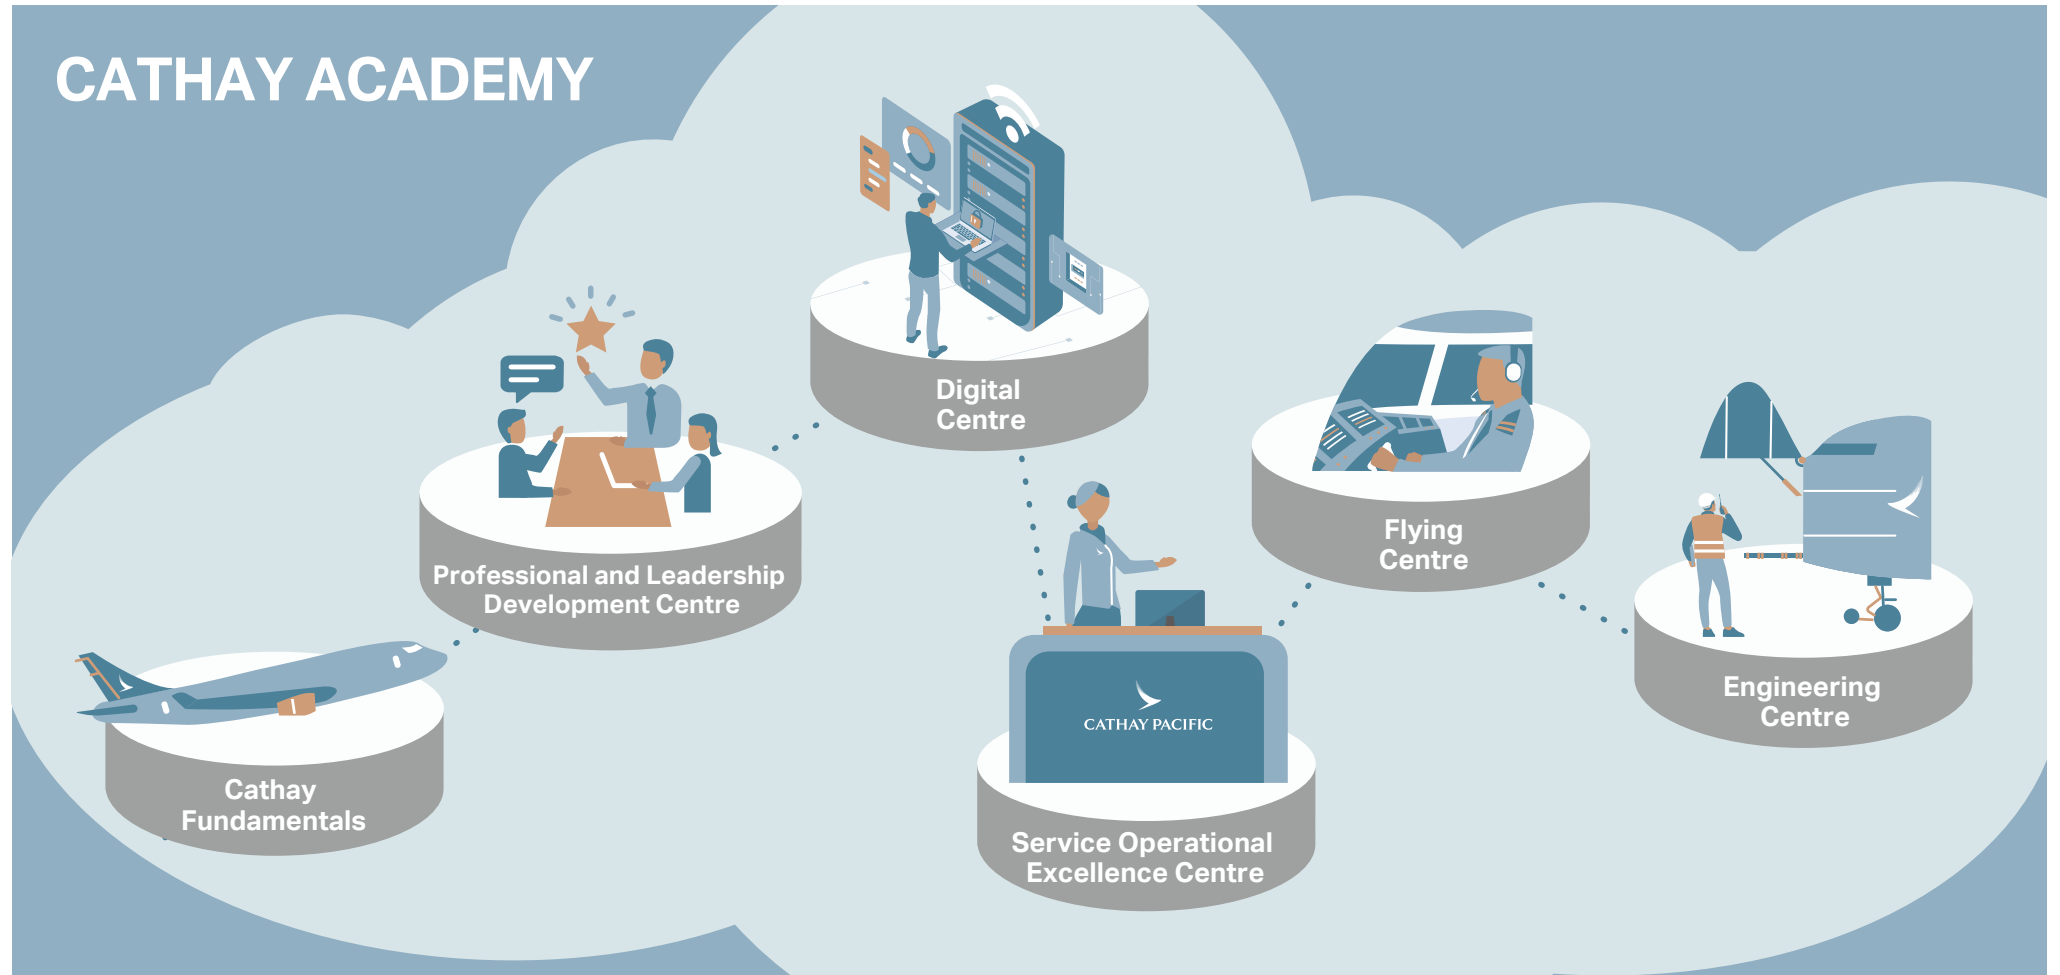 CATHAY ACADEMY
Digital
Centre
Professional and Leadership
Development Centre
Flying
Centre
Engineering
Centre
CATHAY PACIFIC
Cathay
Fundamentals
Service Operational
Excellence Centre